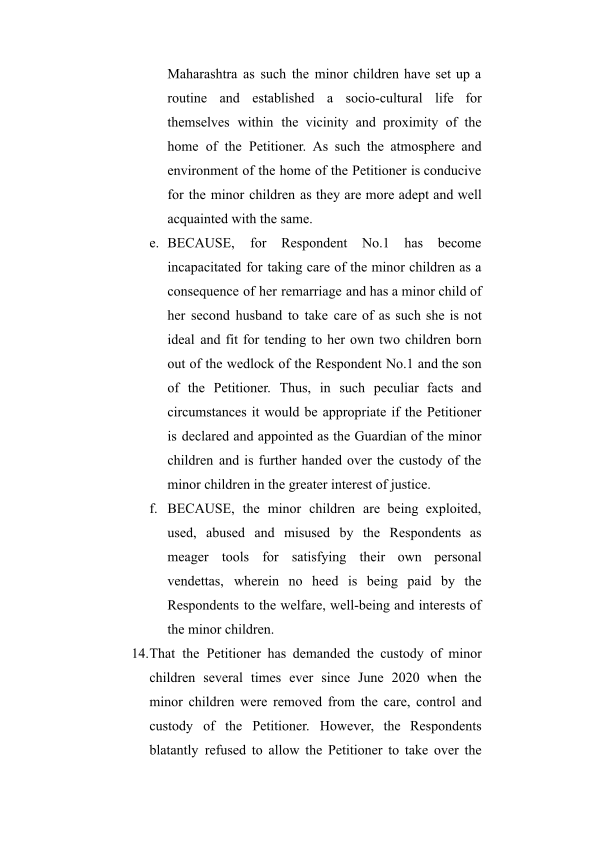 Maharashtra as such the minor children have set up a
routine and established a socio-cultural life for
themselves within the vicinity and proximity of the
home of the Petitioner. As such the atmosphere and
environment of the home of the Petitioner is conducive
for the minor children as they are more adept and well
acquainted with the same.
e. BECAUSE, for Respondent No.1 has become
incapacitated for taking care of the minor children as a
consequence of her remarriage and has a minor child of
her second husband to take care of as such she is not
ideal and fit for tending to her own two children born
out of the wedlock of the Respondent No.1 and the son
of the Petitioner. Thus, in such peculiar facts and
circumstances it would be appropriate if the Petitioner
is declared and appointed as the Guardian of the minor
children and is further handed over the custody of the
minor children in the greater interest of justice.
f. BECAUSE, the minor children are being exploited,
used, abused and misused by the Respondents as
meager tools for satisfying their own personal
vendettas, wherein no heed is being paid by the
Respondents to the welfare, well-being and interests of
the minor children.
14.That the Petitioner has demanded the custody of minor
children several times ever since June 2020 when the
minor children were removed from the care, control and
custody of the Petitioner. However, the Respondents
blatantly refused to allow the Petitioner to take over the